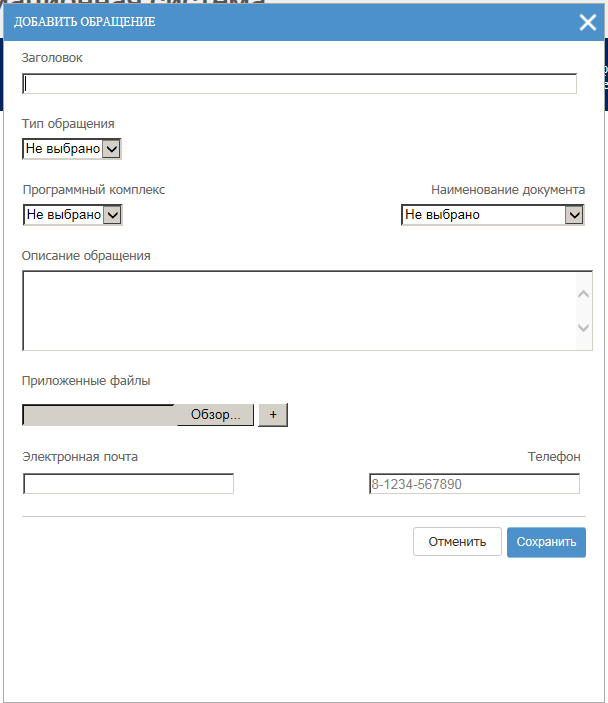 ДОБАВИТЬ ОБРАЩЕНИЕ
Заголовок
Тип обращения
Не выбрано
Программный комплекс Наименование документа
Не выбрано Не выбрано
Описание обращения
Приложенные файлы
Обзор... +
Электронная почта Телефон
8-1234-567890
Отменить Сохранить